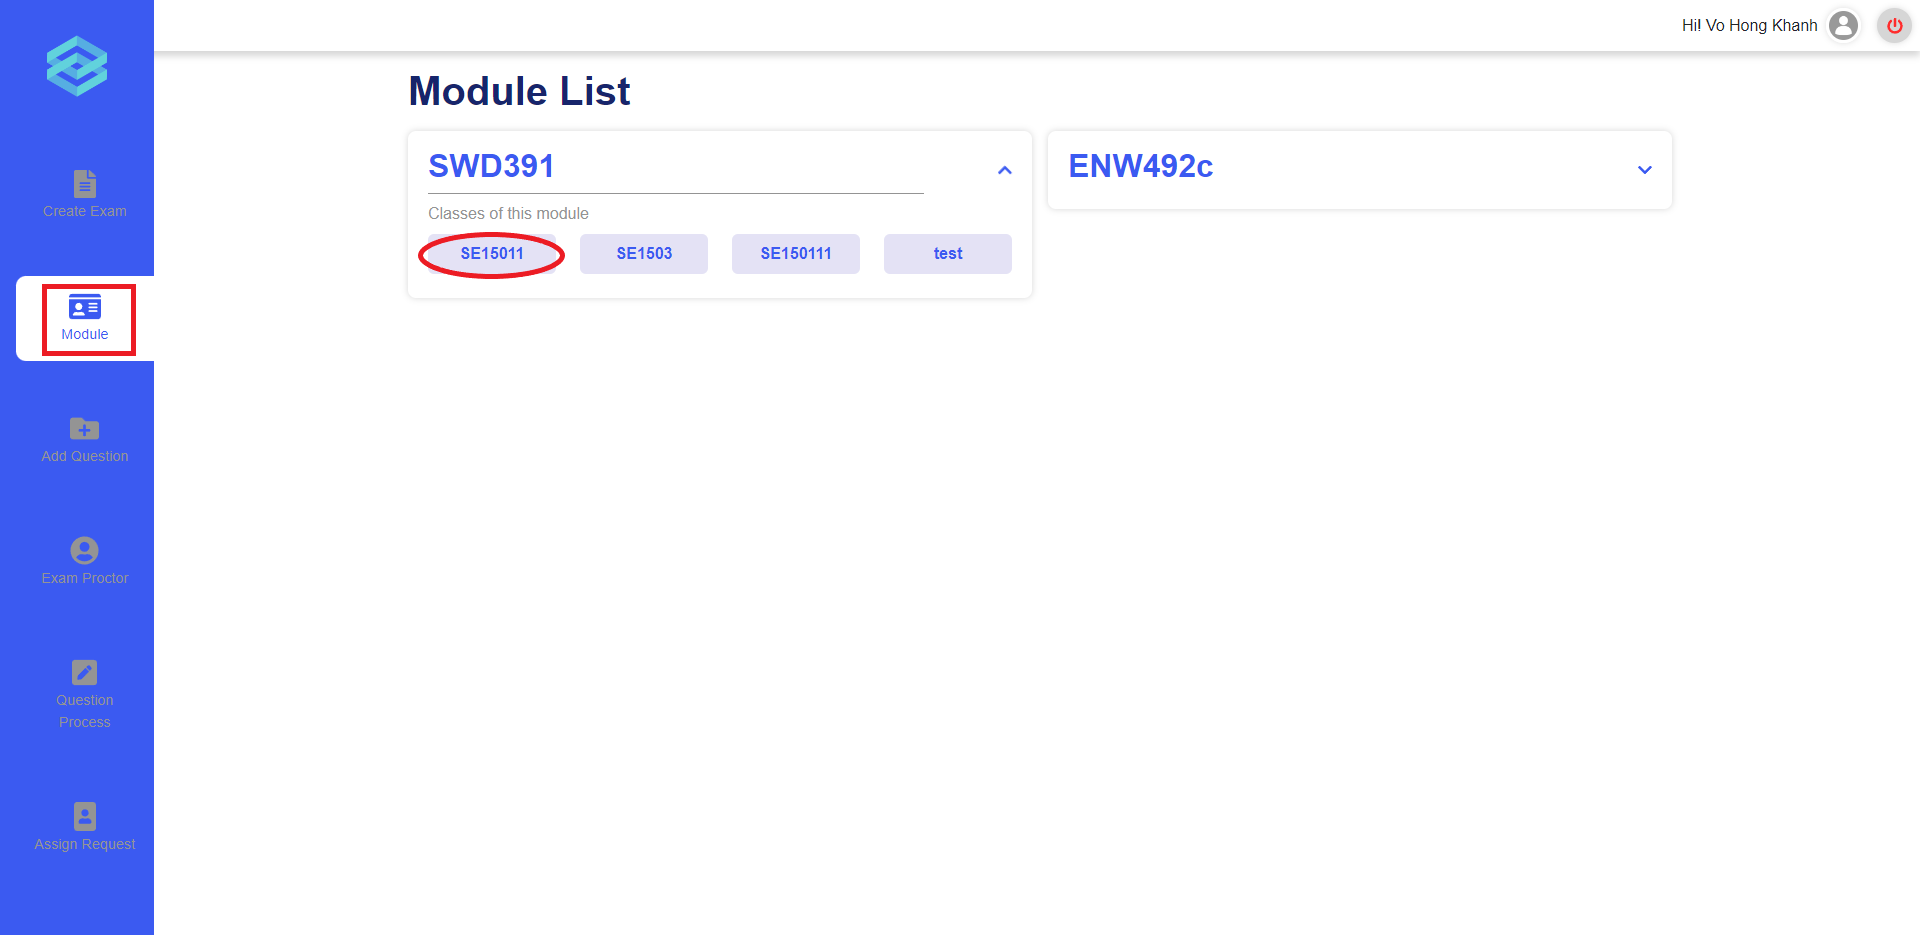 Hi! Vo Hong Khanh
Create Exam
Module
Add Question
Exam Proctor
Question
Process
Assign Request
Module List
SWD391
Classes of this module
SE15011
SE1503
SE150111
test
ENW492c